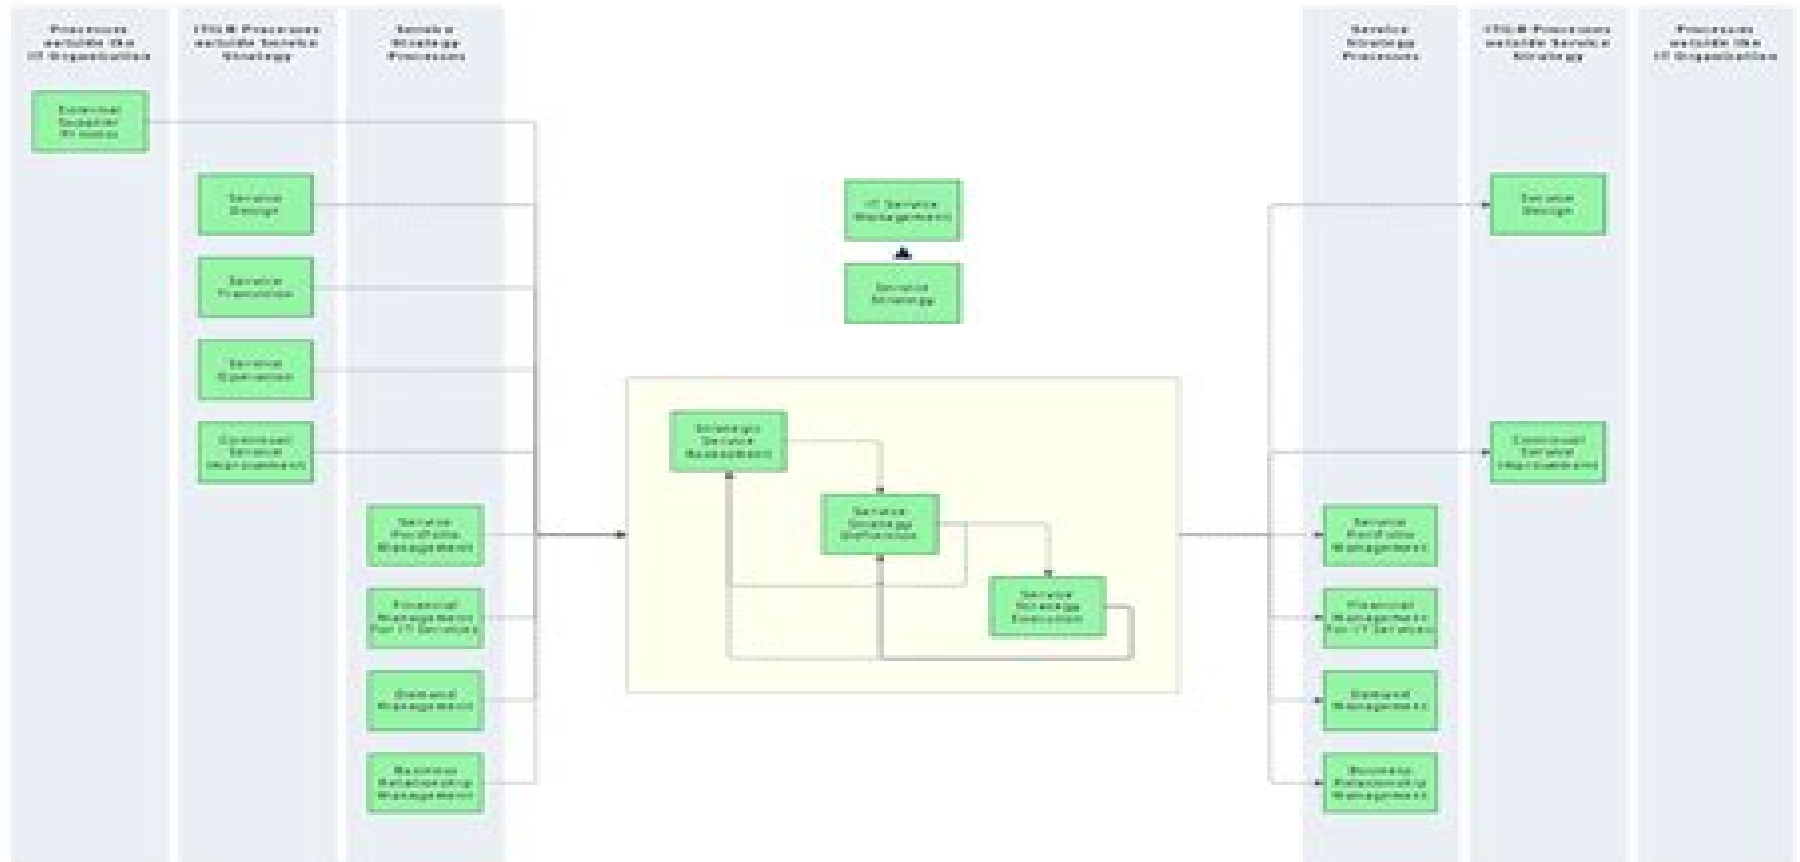 Processes
outside the
IT Organisation
ITIL® Processes
outside Service
Strategy
Service
Strategy
Processes
Service
Strategy
Processes
ITIL® Processes
outside Service
Strategy
Processes
outside the
IT Organisation
External
Supplier
Process
Service
Design
Service
Transition
Service
Operation
Continual
Service
Improvement
Service
Portfolio
Management
Financial
Management
for IT Services
Demand
Management
Business
Relationship
Management
IT Service
Management
Service
Strategy
Strategic
Service
Assessment
Service
Strategy
Definition
Service
Strategy
Execution
Service
Design
Continual
Service
Improvement
Service
Portfolio
Management
Financial
Management
for IT Services
Demand
Management
Business
Relationship
Management